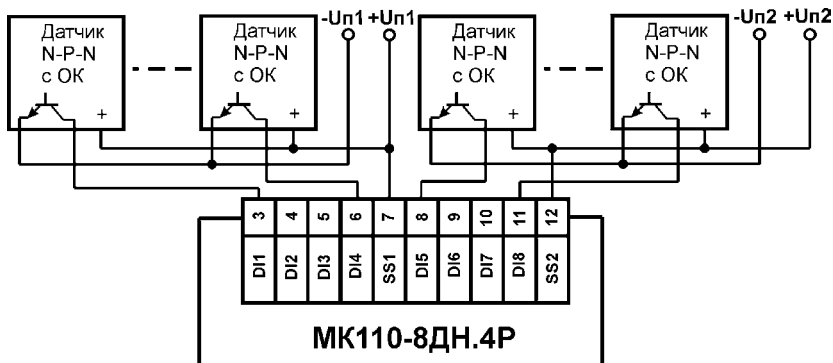 Датчик
N-P-N
с ОК
+
Датчик
N-P-N
с ОК
+
-Uп1 +Uп1
Датчик
N-P-N
с ОК
+
Датчик
N-P-N
с ОК
+
-Uп2 +Uп2
3 4 5 6 7 8 9 10 11 12
DI1 DI2 DI3 DI4 SS1 DI5 DI6 DI7 DI8 SS2
МК110-8ДН.4Р